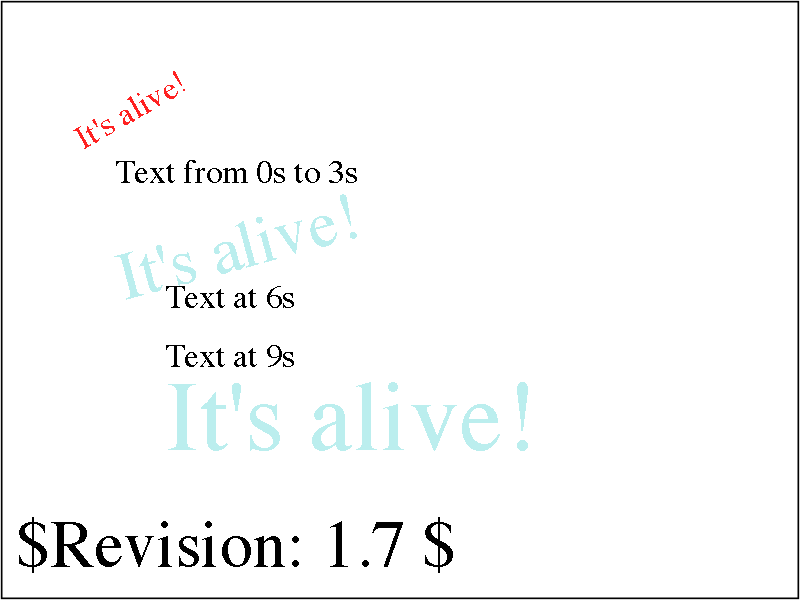 It's alive!
Text from 0s to 3s
It's alive!
Text at 6s
Text at 9s
It's alive!
$Revision: 1.7 $